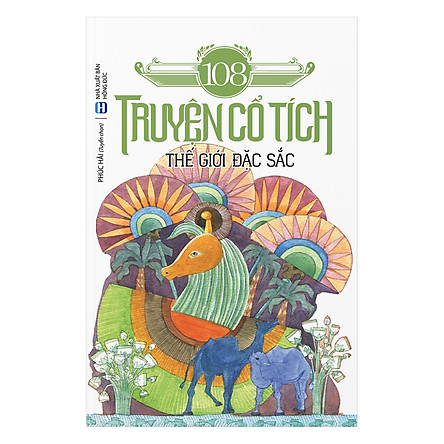 108
TRUYỆN CỔ TÍCH
THẾ GIỚI ĐẶC SẮC
NHÀ XUẤT BẢN
HỒNG ĐỨC
PHÚC HẢI (Tuyển chọn)